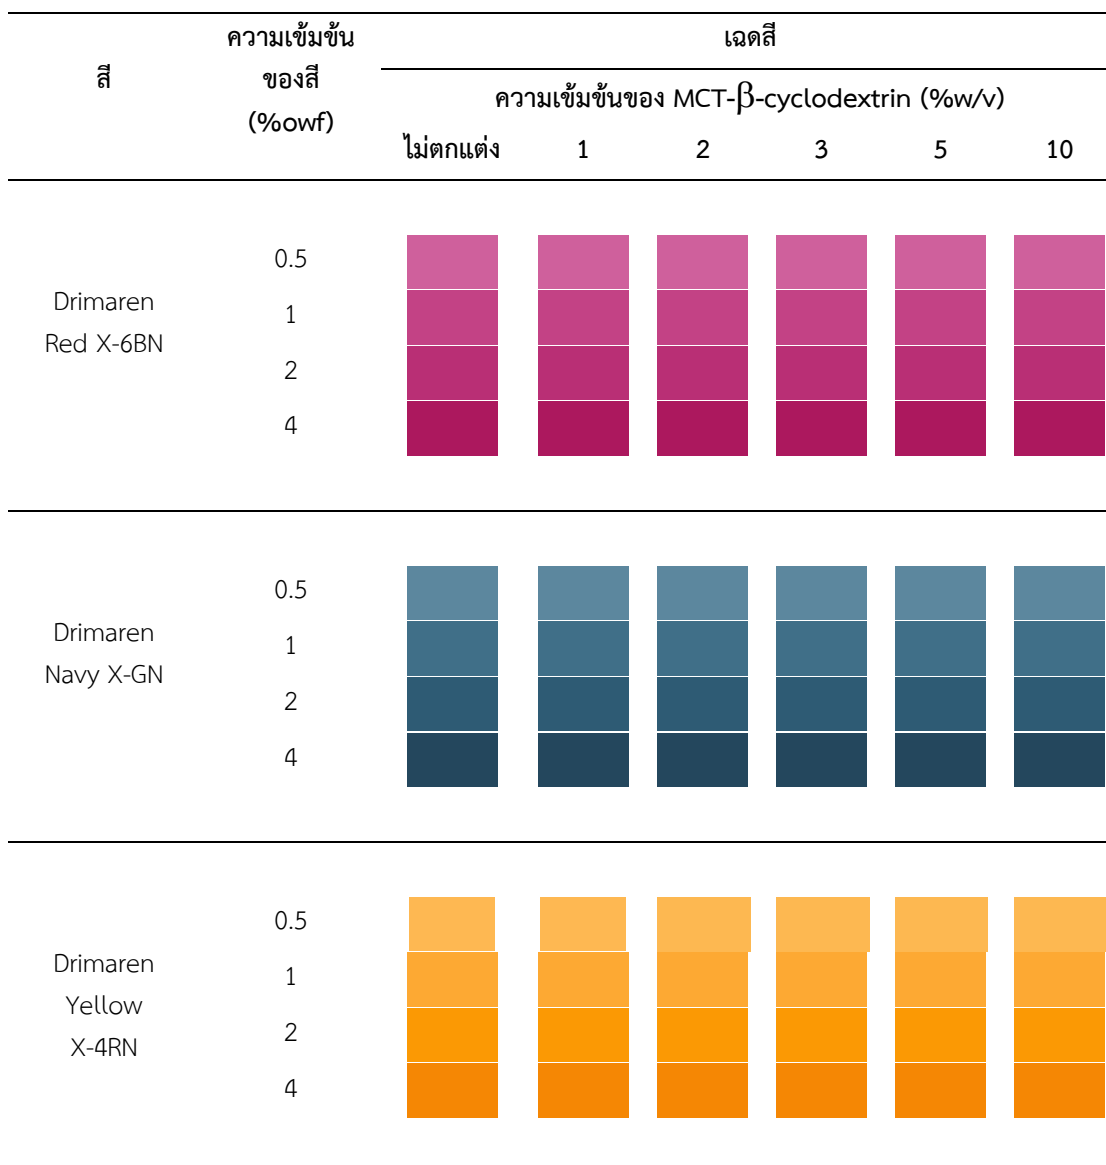 สี
ความเข้มข้น
ของสี
(%owf)
เฉดสี
ความเข้มข้นของ MCT-β-cyclodextrin (%w/v)
ไม่ตกแต่ง 1 2 3 5 10
Drimaren
Red X-6BN
0.5
1
2
4
Drimaren
Navy X-GN
0.5
1
2
4
Drimaren
Yellow
X-4RN
0.5
1
2
4